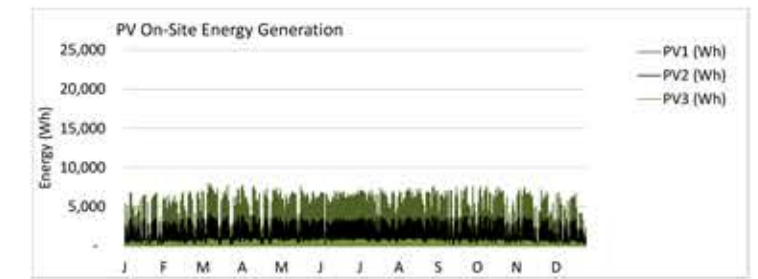 PV On-Site Energy Generation
25,000
20,000
15,000
10,000
5,000
-
Energy (Wh)
J F M A M J J A S O N D
PV1 (Wh)
PV2 (Wh)
PV3 (Wh)